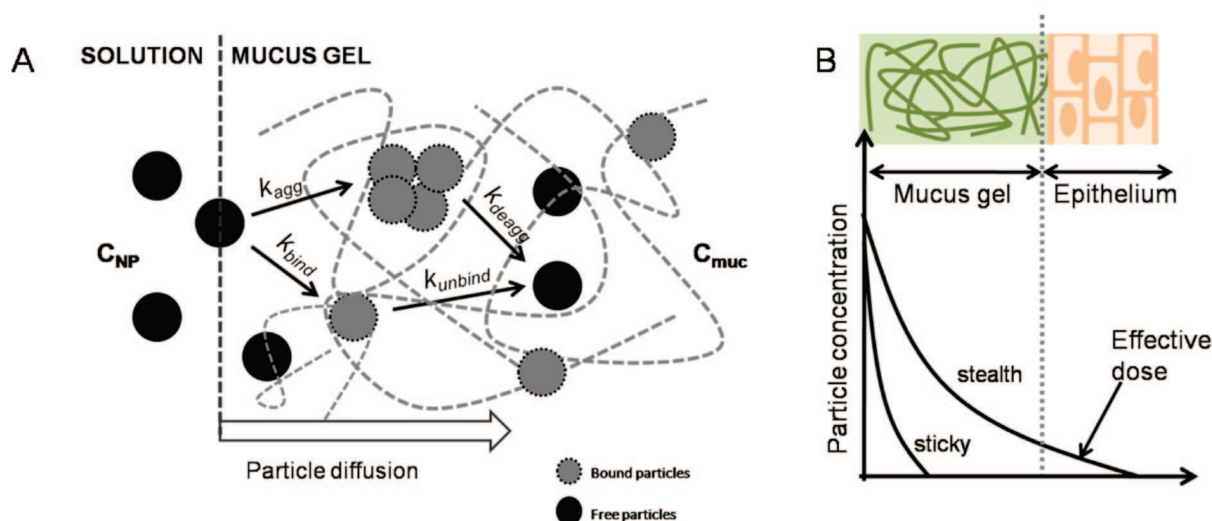 A
SOLUTION
MUCUS GEL
C_NP
k_agg
k_bind
k_deagg
k_unbind
C_muc
Particle diffusion
Bound particles
Free particles
B
Mucus gel
Epithelium
Particle concentration
stealth
sticky
Effective
dose